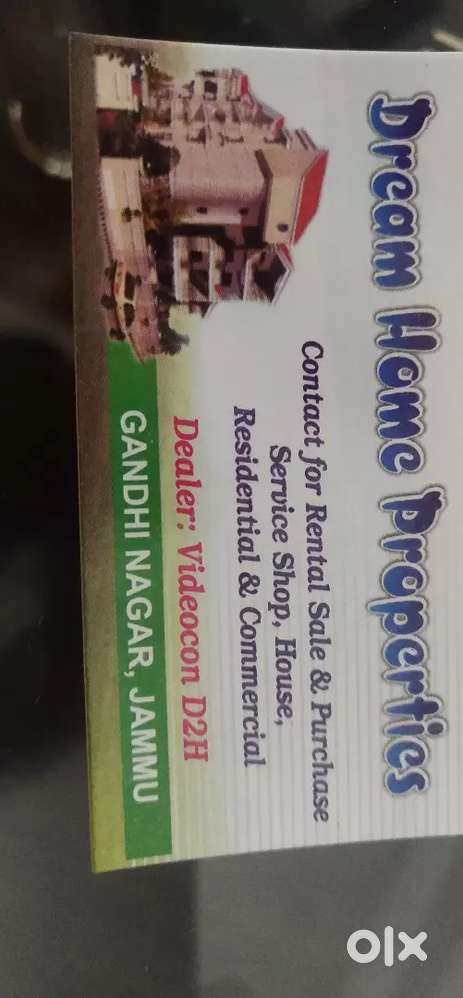 Dream Home Properties
Contact for Rental Sale & Purchase
Service Shop, House,
Residential & Commercial
Dealer: Videocon D2H
GANDHI NAGAR, JAMMU
olx